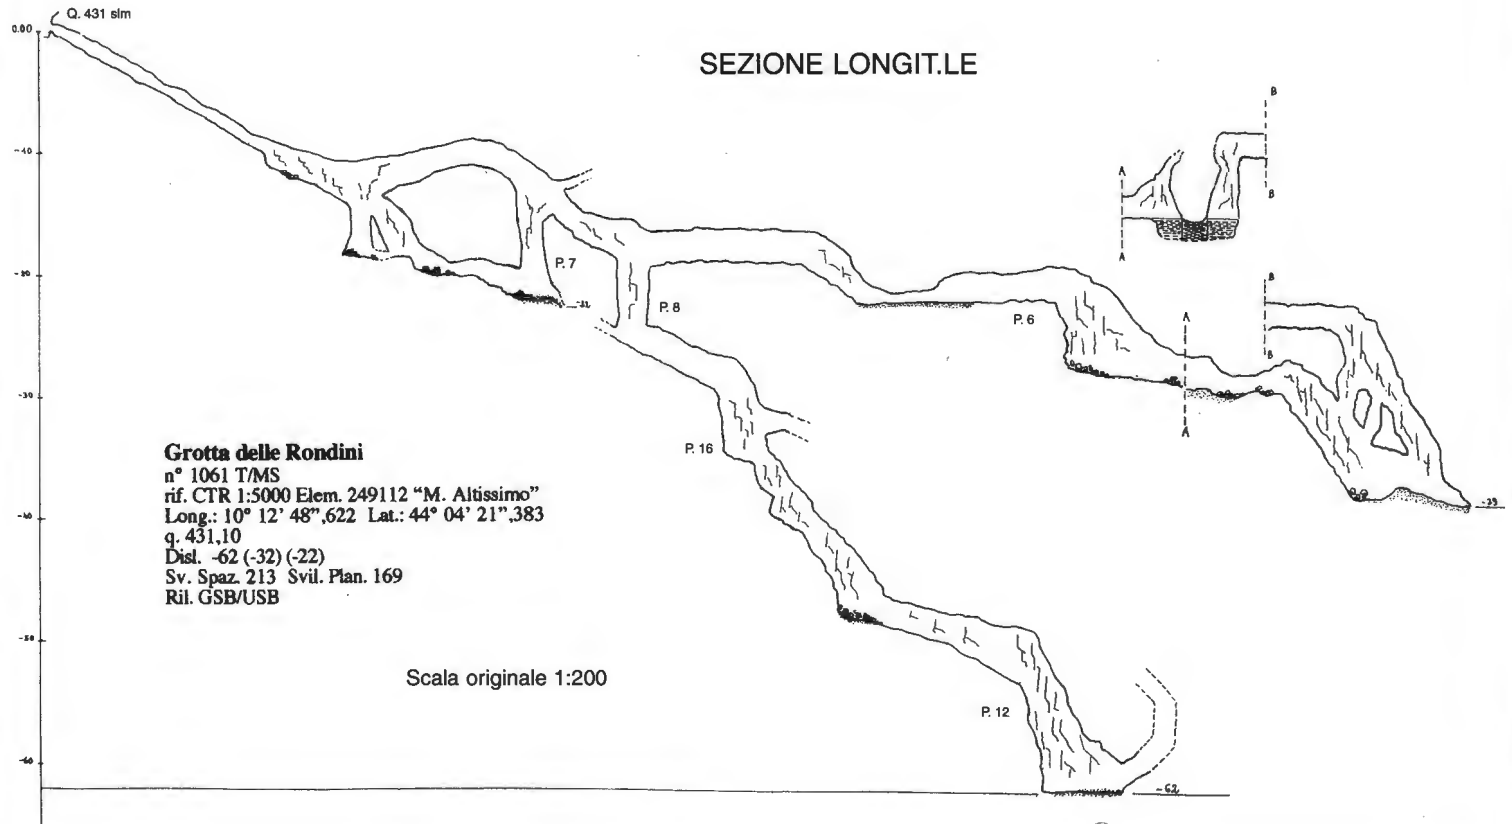 Q. 431 slm
0.00
SEZIONE LONGIT.LE
B
-10
A
B
A
P. 7
-20
B
P. 8
P. 6
A
B
-30
A
P. 16
Grotta delle Rondini
n° 1061 T/MS
rif. CTR 1:5000 Elem. 249112 “M. Altissimo”
Long.: 10° 12' 48”,622 Lat.: 44° 04' 21”,383
q. 431,10
Disl. -62 (-32) (-22)
Sv. Spaz. 213 Svil. Plan. 169
Ril. GSB/USB
-40
-50
Scala originale 1:200
P. 12
-60
-62